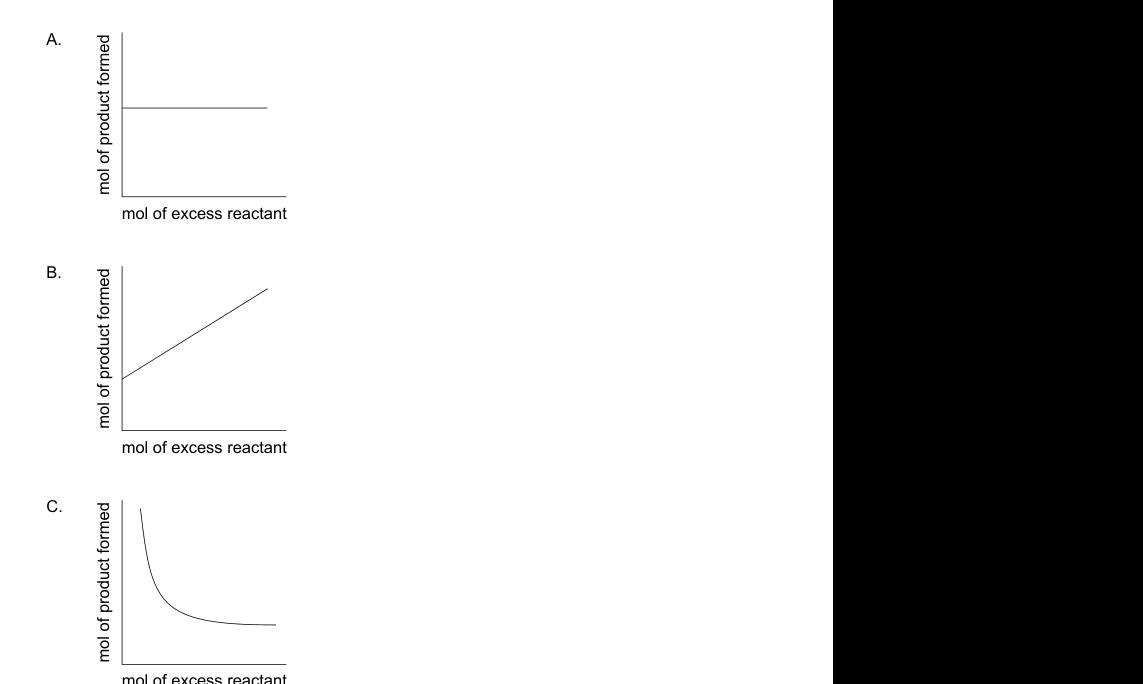 A.
mol of product formed
mol of excess reactant
B.
mol of product formed
mol of excess reactant
C.
mol of product formed
mol of excess reactant